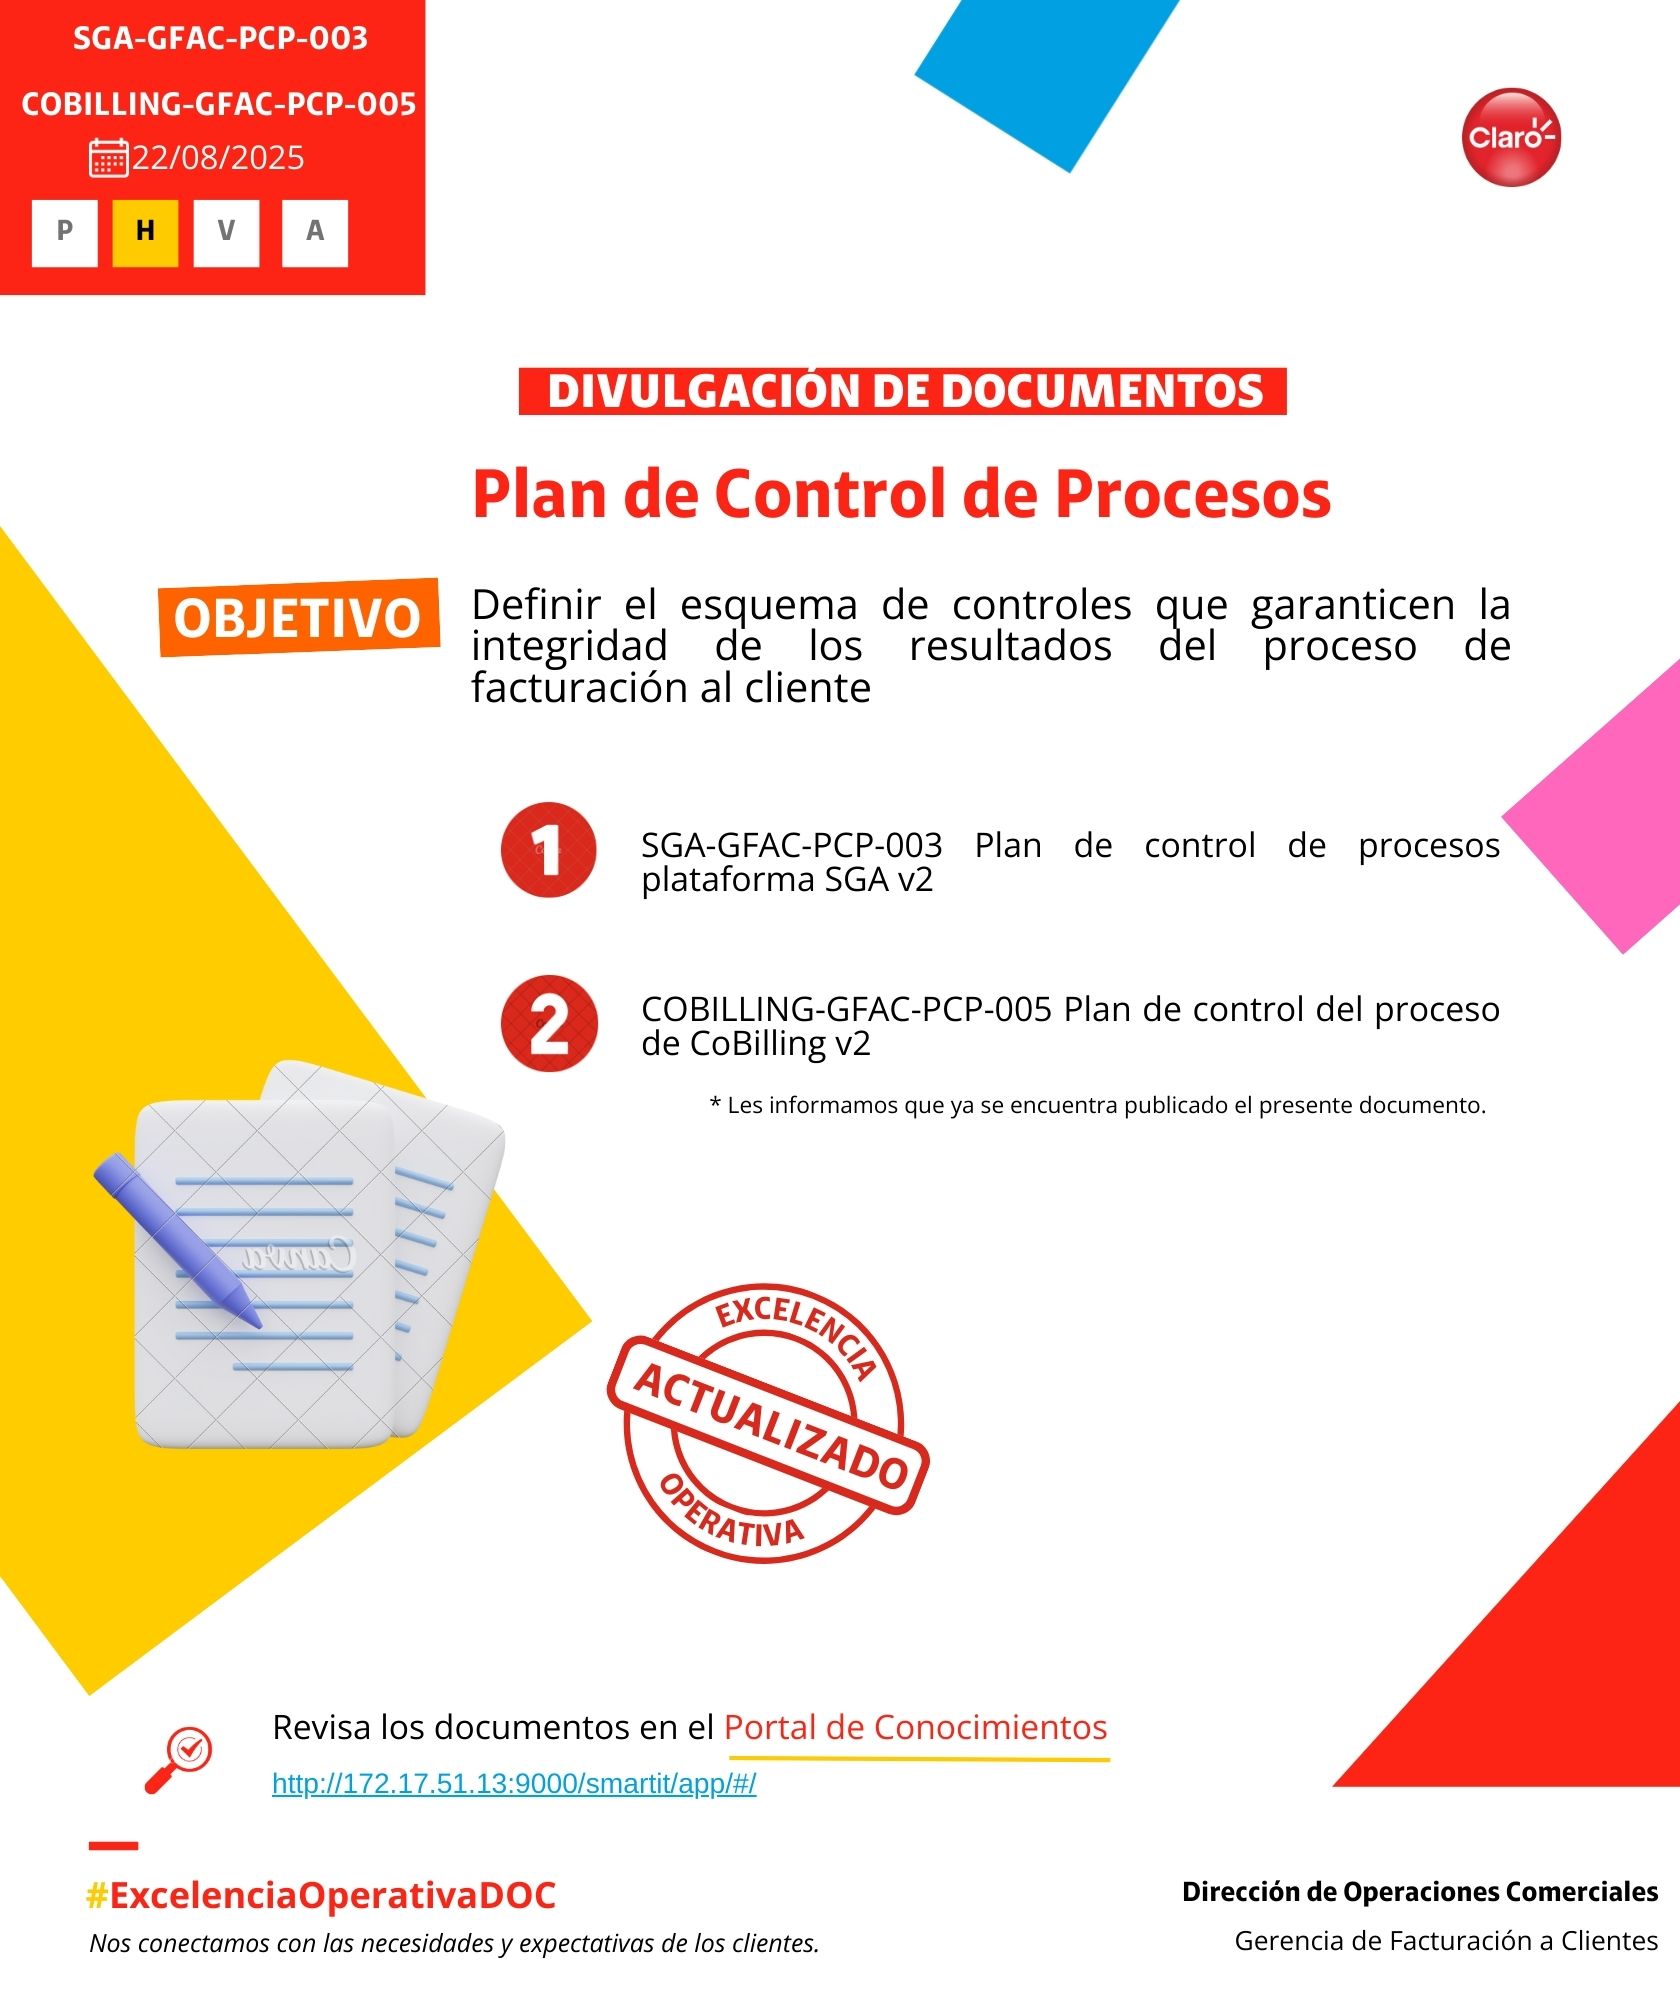 SGA-GFAC-PCP-003
COBILLING-GFAC-PCP-005
22/08/2025
P H V A
Claro
DIVULGACIÓN DE DOCUMENTOS
Plan de Control de Procesos
OBJETIVO
Definir el esquema de controles que garanticen la
integridad de los resultados del proceso de
facturación al cliente
1
SGA-GFAC-PCP-003 Plan de control de procesos
plataforma SGA v2
2
COBILLING-GFAC-PCP-005 Plan de control del proceso
de CoBilling v2
* Les informamos que ya se encuentra publicado el presente documento.
Canva
EXCELENCIA
ACTUALIZADO
OPERATIVA
Revisa los documentos en el Portal de Conocimientos
http://172.17.51.13:9000/smartit/app/#/
#ExcelenciaOperativaDOC
Nos conectamos con las necesidades y expectativas de los clientes.
Dirección de Operaciones Comerciales
Gerencia de Facturación a Clientes